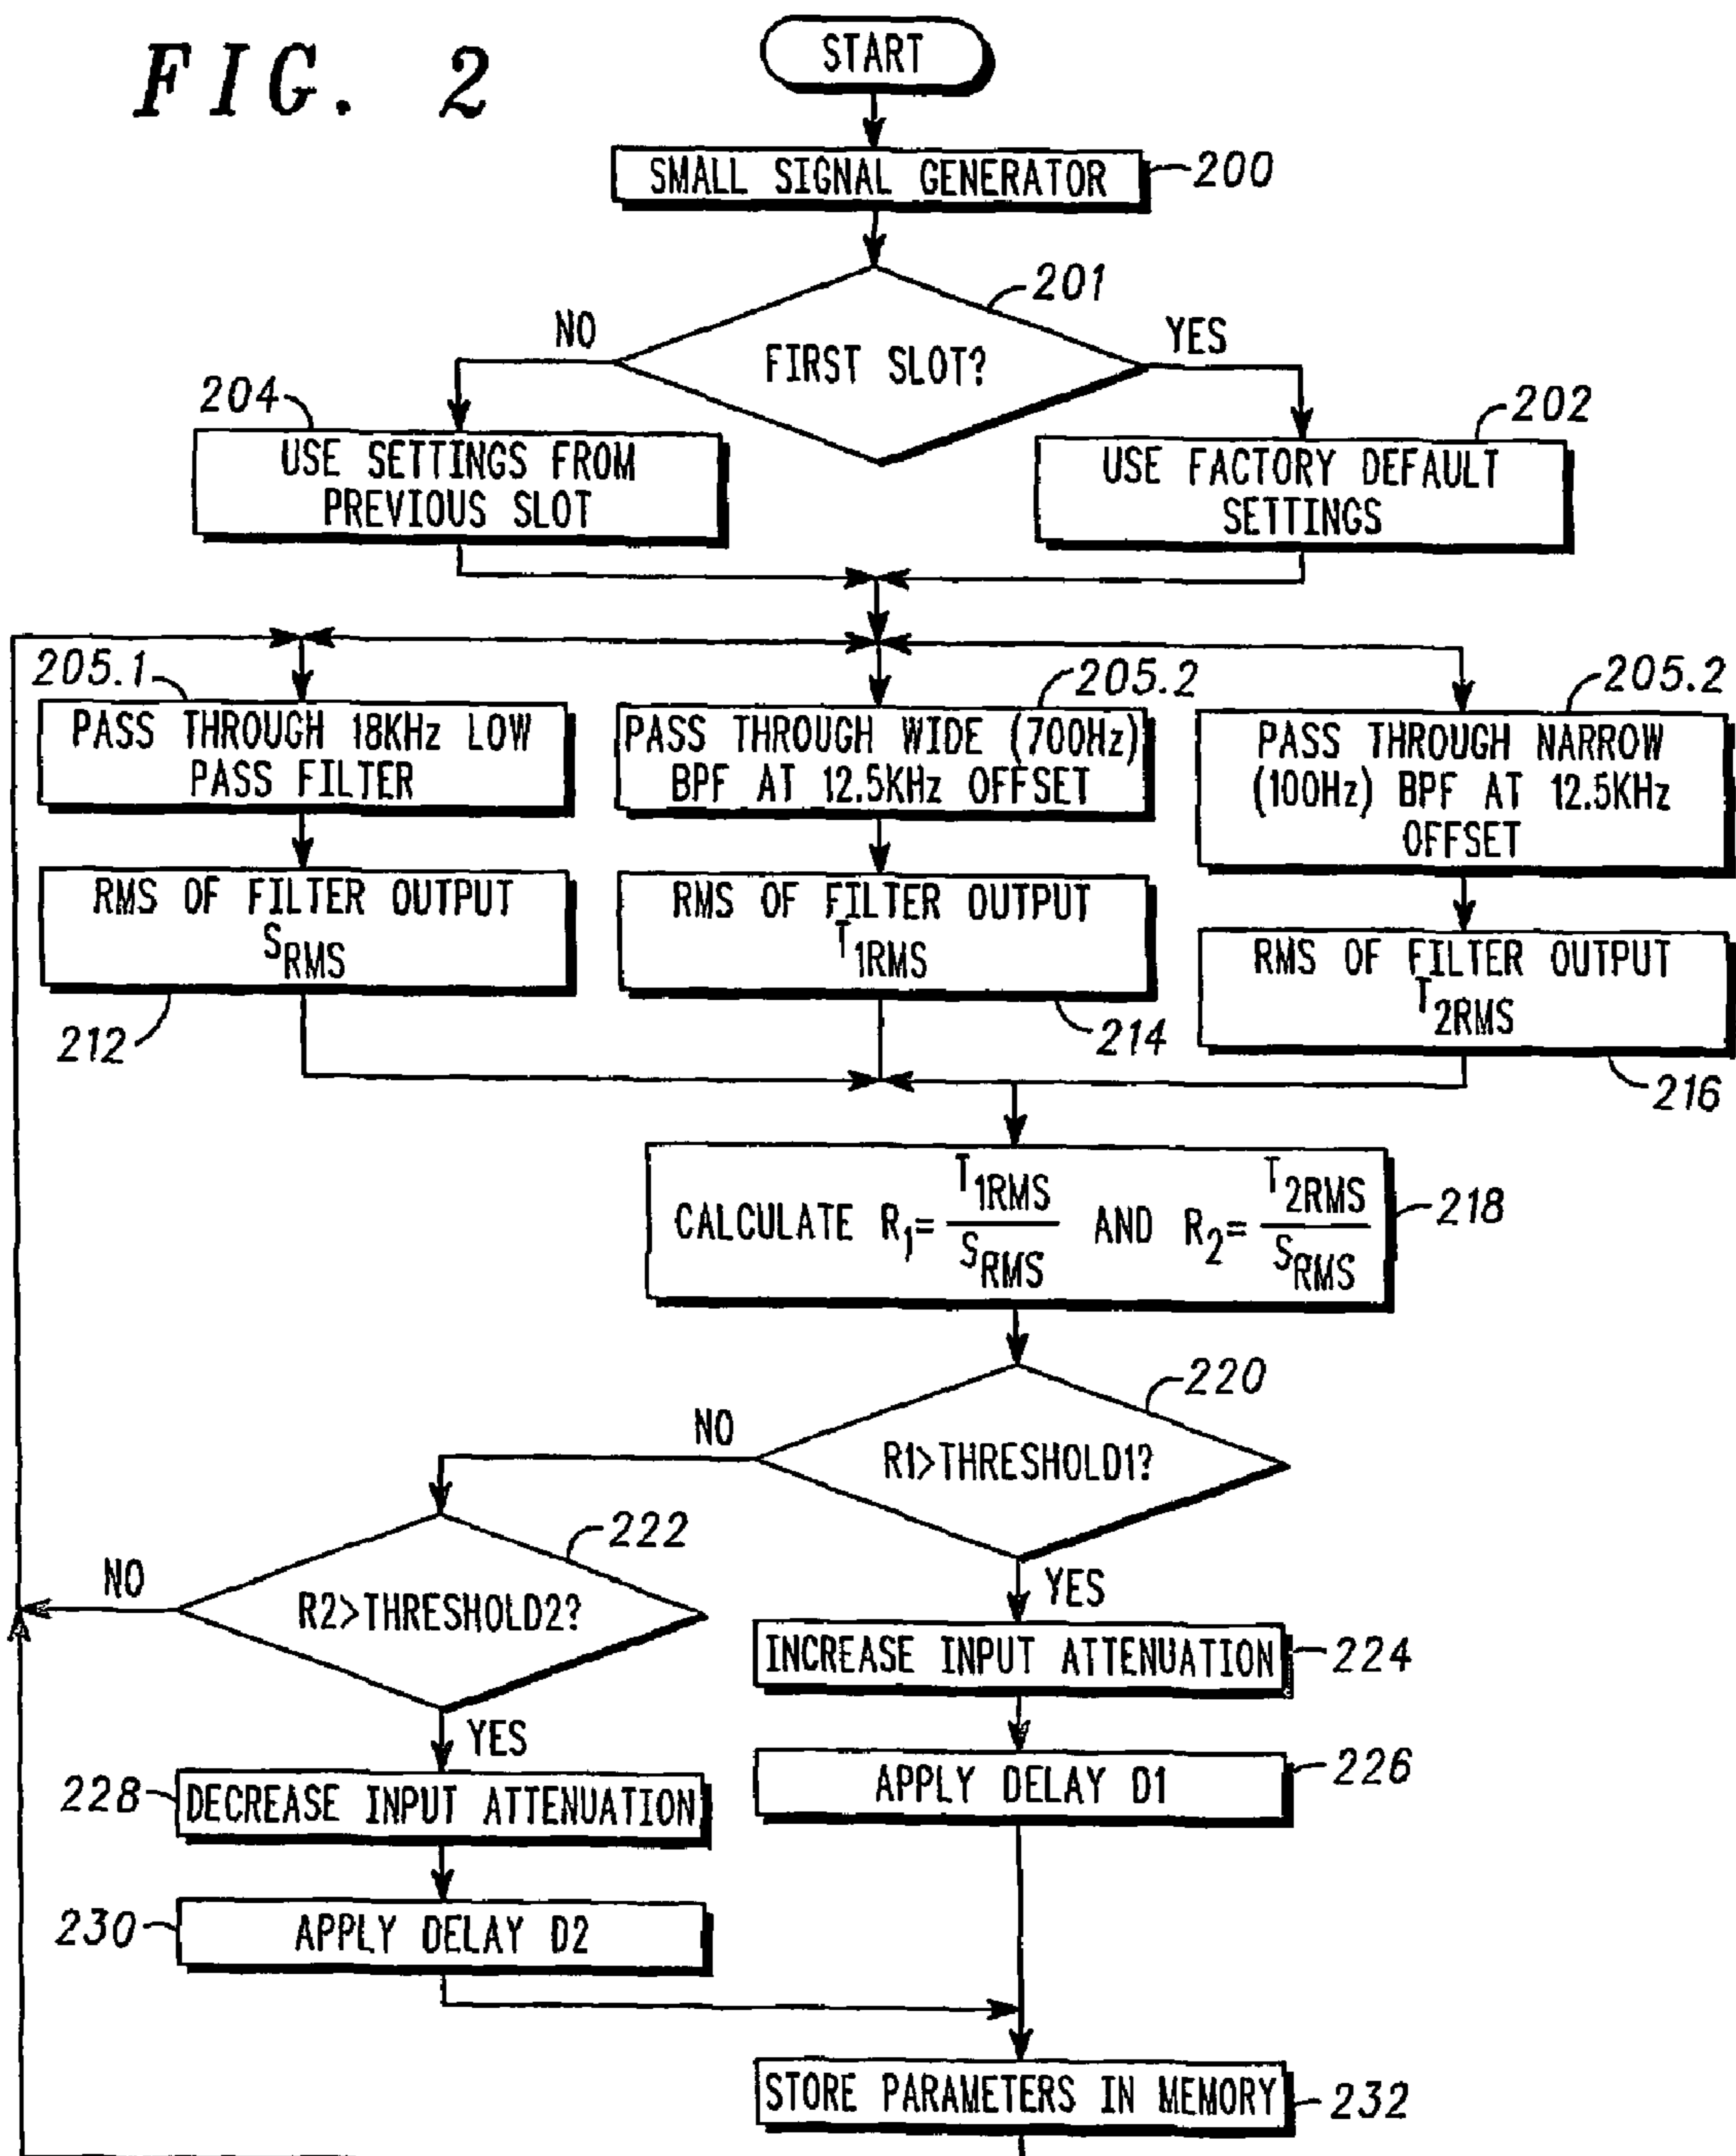 FIG. 2
START
SMALL SIGNAL GENERATOR
200
201
NO
FIRST SLOT?
YES
204
USE SETTINGS FROM
PREVIOUS SLOT
202
USE FACTORY DEFAULT
SETTINGS
205.1
PASS THROUGH 18KHz LOW
PASS FILTER
205.2
PASS THROUGH WIDE (700Hz)
BPF AT 12.5KHz OFFSET
205.2
PASS THROUGH NARROW
(100Hz) BPF AT 12.5KHz
OFFSET
RMS OF FILTER OUTPUT
SRMS
212
RMS OF FILTER OUTPUT
T1RMS
214
RMS OF FILTER OUTPUT
T2RMS
216
CALCULATE R1= T1RMS / SRMS AND R2= T2RMS / SRMS
218
220
NO
R1>THRESHOLD1?
YES
222
NO
R2>THRESHOLD2?
YES
INCREASE INPUT ATTENUATION
224
APPLY DELAY D1
226
228
DECREASE INPUT ATTENUATION
230
APPLY DELAY D2
STORE PARAMETERS IN MEMORY
232